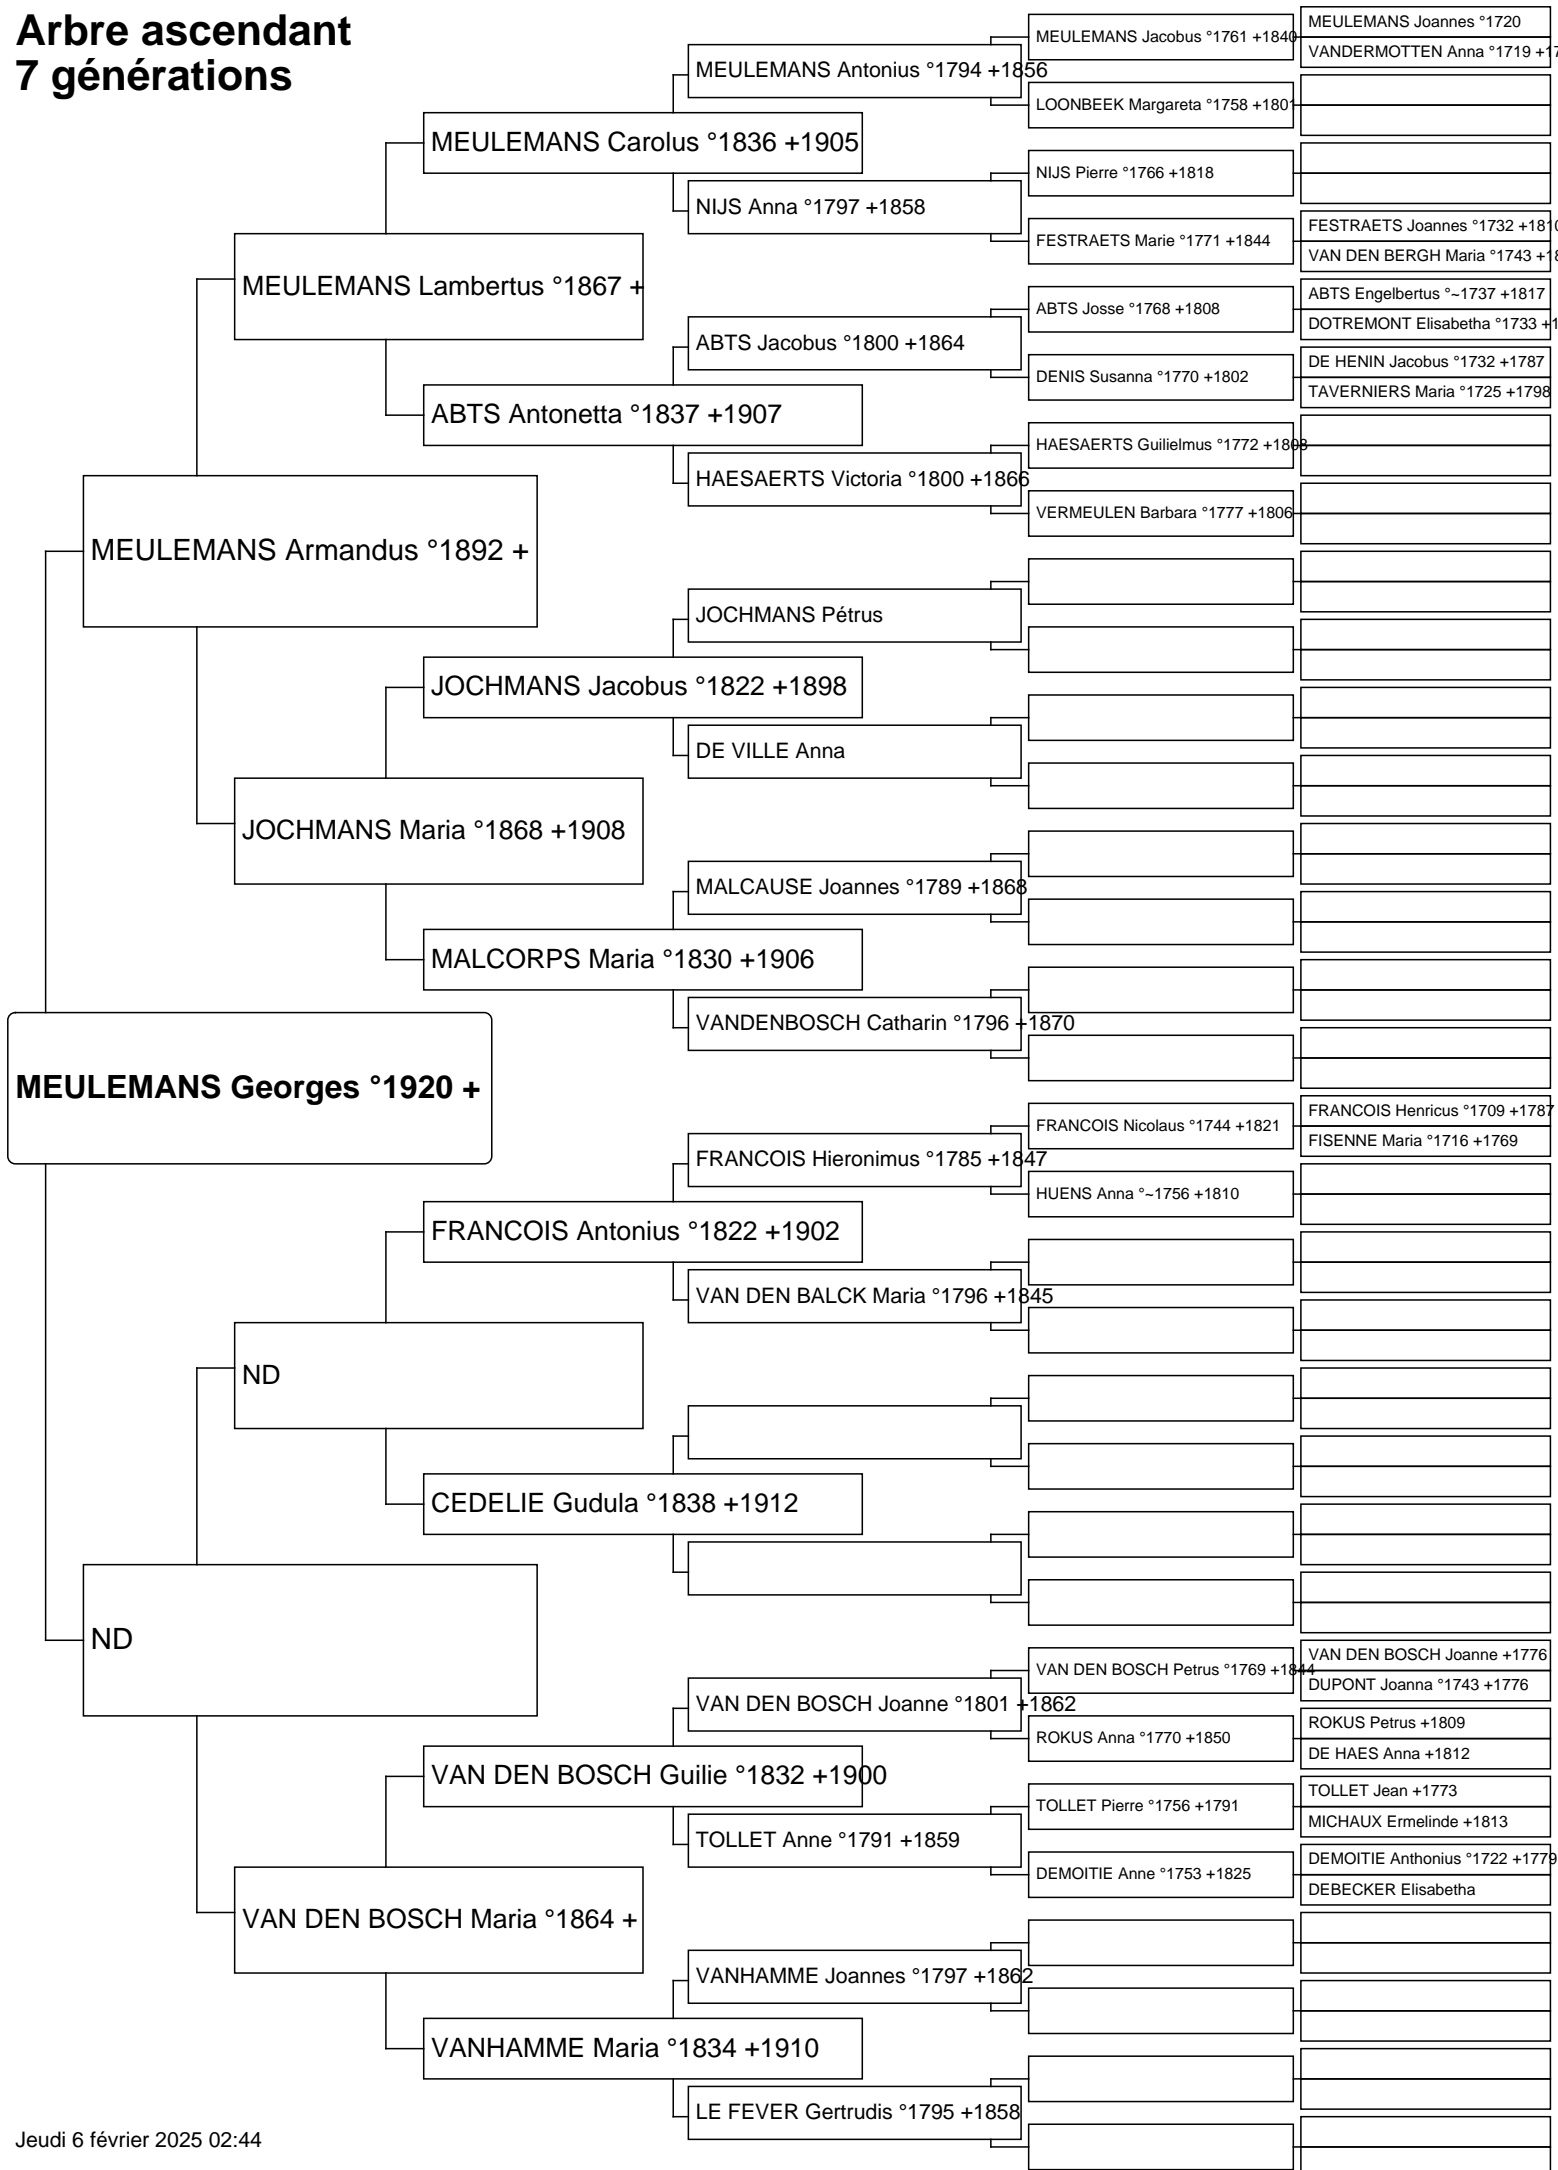 Arbre ascendant
7 générations
MEULEMANS Georges °1920 +
MEULEMANS Armandus °1892 +
ND
MEULEMANS Lambertus °1867 +
JOCHMANS Maria °1868 +1908
ND
VAN DEN BOSCH Maria °1864 +
MEULEMANS Carolus °1836 +1905
ABTS Antonetta °1837 +1907
JOCHMANS Jacobus °1822 +1898
MALCORPS Maria °1830 +1906
FRANCOIS Antonius °1822 +1902
CEDELIE Gudula °1838 +1912
VAN DEN BOSCH Guilie °1832 +1900
VANHAMME Maria °1834 +1910
MEULEMANS Antonius °1794 +1856
NIJS Anna °1797 +1858
ABTS Jacobus °1800 +1864
HAESAERTS Victoria °1800 +1866
JOCHMANS Pétrus
DE VILLE Anna
MALCAUSE Joannes °1789 +1868
VANDENBOSCH Catharin °1796 +1870
FRANCOIS Hieronimus °1785 +1847
VAN DEN BALCK Maria °1796 +1845
VAN DEN BOSCH Joanne °1801 +1862
TOLLET Anne °1791 +1859
VANHAMME Joannes °1797 +1862
LE FEVER Gertrudis °1795 +1858
MEULEMANS Jacobus °1761 +1840
LOONBEEK Margareta °1758 +1801
NIJS Pierre °1766 +1818
FESTRAETS Marie °1771 +1844
ABTS Josse °1768 +1808
DENIS Susanna °1770 +1802
HAESAERTS Guilielmus °1772 +1808
VERMEULEN Barbara °1777 +1806
FRANCOIS Nicolaus °1744 +1821
HUENS Anna °~1756 +1810
VAN DEN BOSCH Petrus °1769 +1844
ROKUS Anna °1770 +1850
TOLLET Pierre °1756 +1791
DEMOITIE Anne °1753 +1825
MEULEMANS Joannes °1720
VANDERMOTTEN Anna °1719 +17
FESTRAETS Joannes °1732 +1810
VAN DEN BERGH Maria °1743 +18
ABTS Engelbertus °~1737 +1817
DOTREMONT Elisabetha °1733 +1
DE HENIN Jacobus °1732 +1787
TAVERNIERS Maria °1725 +1798
FRANCOIS Henricus °1709 +1787
FISENNE Maria °1716 +1769
VAN DEN BOSCH Joanne +1776
DUPONT Joanna °1743 +1776
ROKUS Petrus +1809
DE HAES Anna +1812
TOLLET Jean +1773
MICHAUX Ermelinde +1813
DEMOITIE Anthonius °1722 +1779
DEBECKER Elisabetha
Jeudi 6 février 2025 02:44